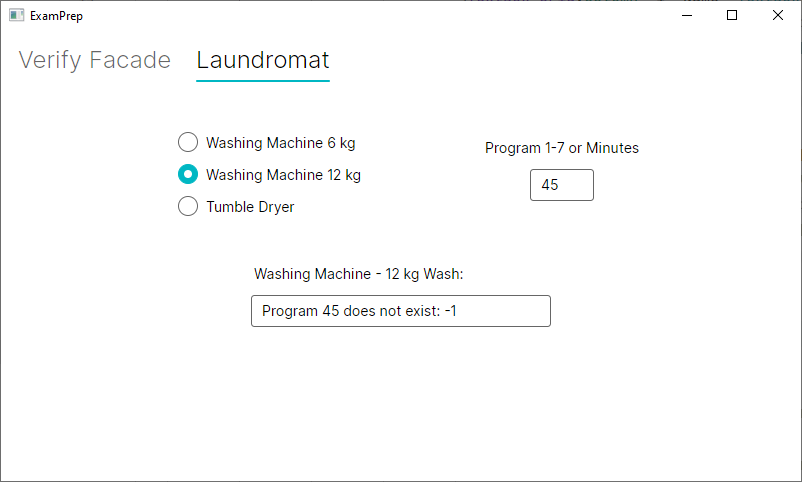 ExamPrep
Verify Facade
Laundromat
Washing Machine 6 kg
Washing Machine 12 kg
Tumble Dryer
Program 1-7 or Minutes
45
Washing Machine - 12 kg Wash:
Program 45 does not exist: -1